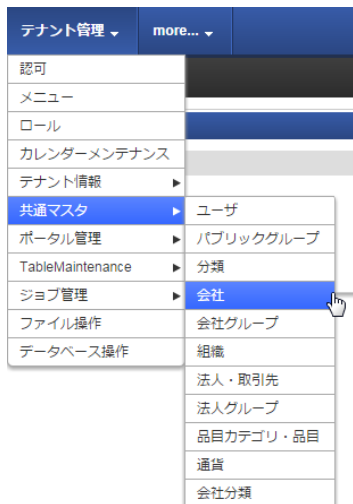 テナント管理
more...
認可
メニュー
ロール
カレンダーメンテナンス
テナント情報
共通マスタ
ポータル管理
TableMaintenance
ジョブ管理
ファイル操作
データベース操作
ユーザ
パブリックグループ
分類
会社
会社グループ
組織
法人・取引先
法人グループ
品目カテゴリ・品目
通貨
会社分類